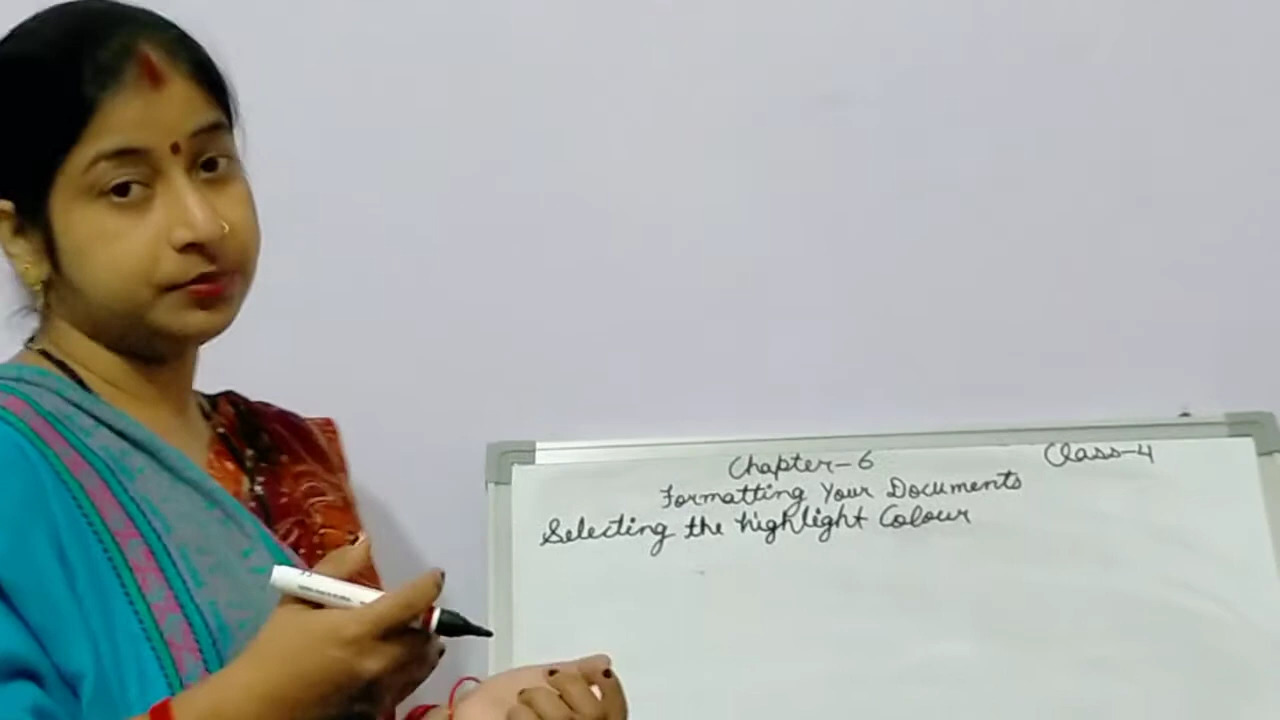 Chapter-6
Class-4
Formatting Your Documents
Selecting the highlight Colour